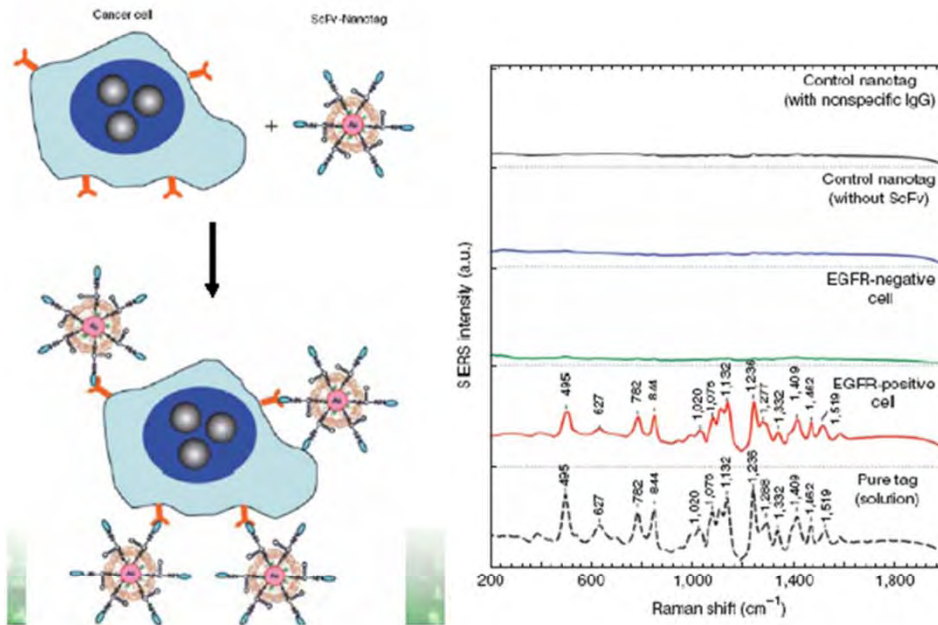 Cancer cell
ScFv-Nanotag
+
Control nanotag
(with nonspecific IgG)
Control nanotag
(without ScFv)
EGFR-negative
cell
EGFR-positive
cell
495
627
782
844
1,020
1,075
1,132
1,236
1,277
1,332
1,409
1,462
1,519
Pure tag
(solution)
495
627
782
844
1,020
1,075
1,132
1,236
1,288
1,332
1,409
1,462
1,519
SERS intensity (a.u.)
200
600
1,000
1,400
1,800
Raman shift (cm⁻¹)